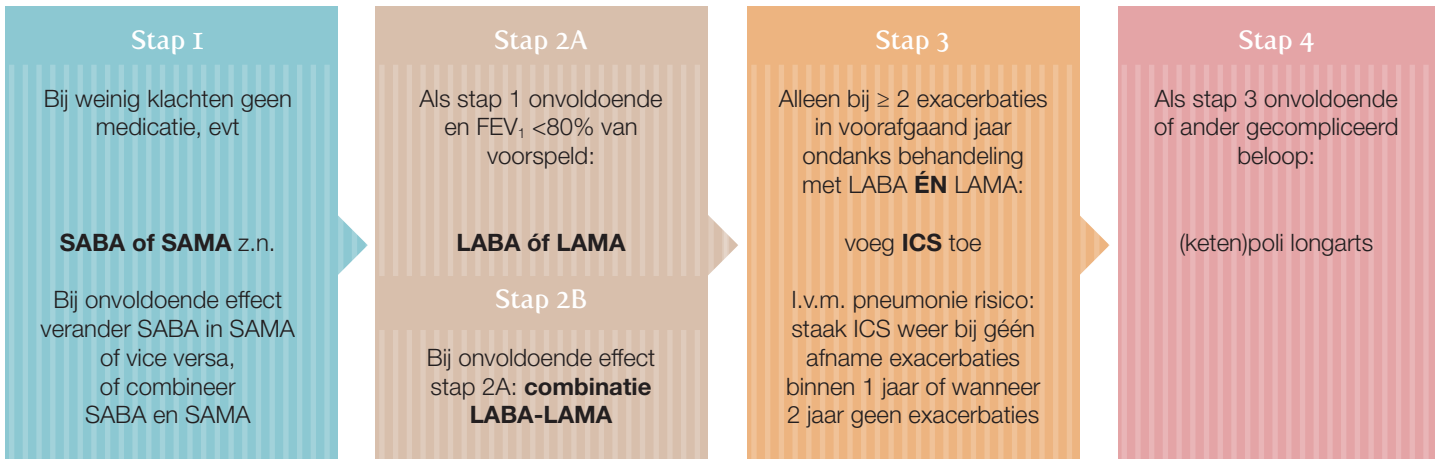 Stap 1
Bij weinig klachten geen
medicatie, evt
SABA of SAMA z.n.
Bij onvoldoende effect
verander SABA in SAMA
of vice versa,
of combineer
SABA en SAMA
Stap 2A
Als stap 1 onvoldoende
en FEV₁ <80% van
voorspeld:
LABA óf LAMA
Stap 2B
Bij onvoldoende effect
stap 2A: combinatie
LABA-LAMA
Stap 3
Alleen bij ≥ 2 exacerbaties
in voorafgaand jaar
ondanks behandeling
met LABA ÉN LAMA:
voeg ICS toe
I.v.m. pneumonie risico:
staak ICS weer bij géén
afname exacerbaties
binnen 1 jaar of wanneer
2 jaar geen exacerbaties
Stap 4
Als stap 3 onvoldoende
of ander gecompliceerd
beloop:
(keten)poli longarts